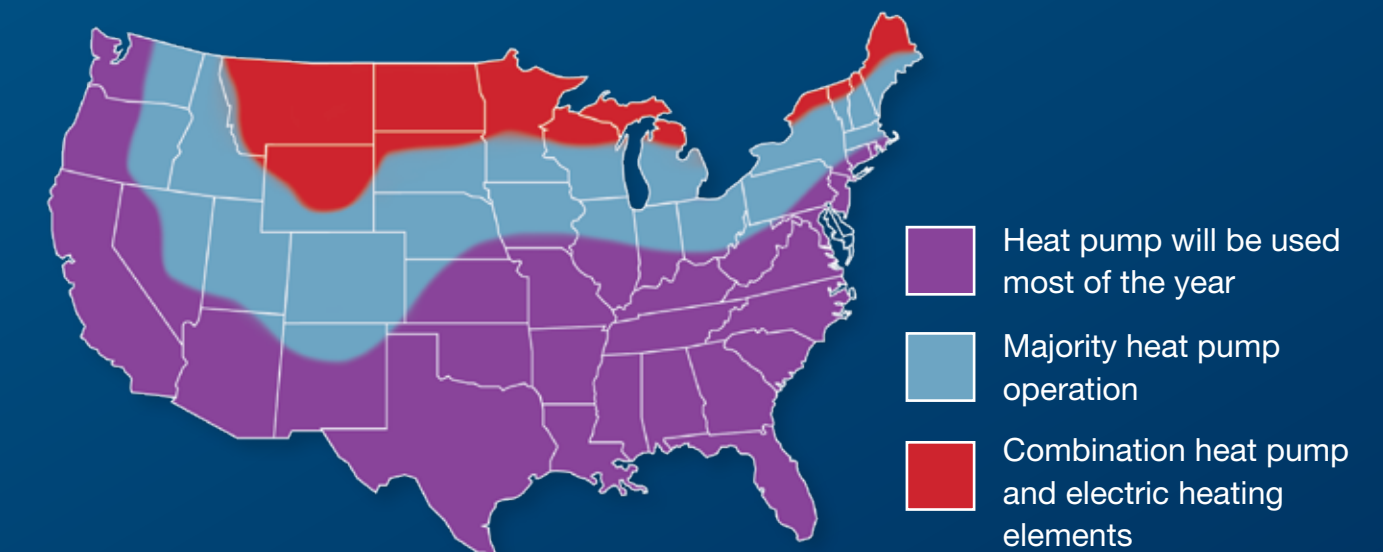 Heat pump will be used
most of the year
Majority heat pump
operation
Combination heat pump
and electric heating
elements